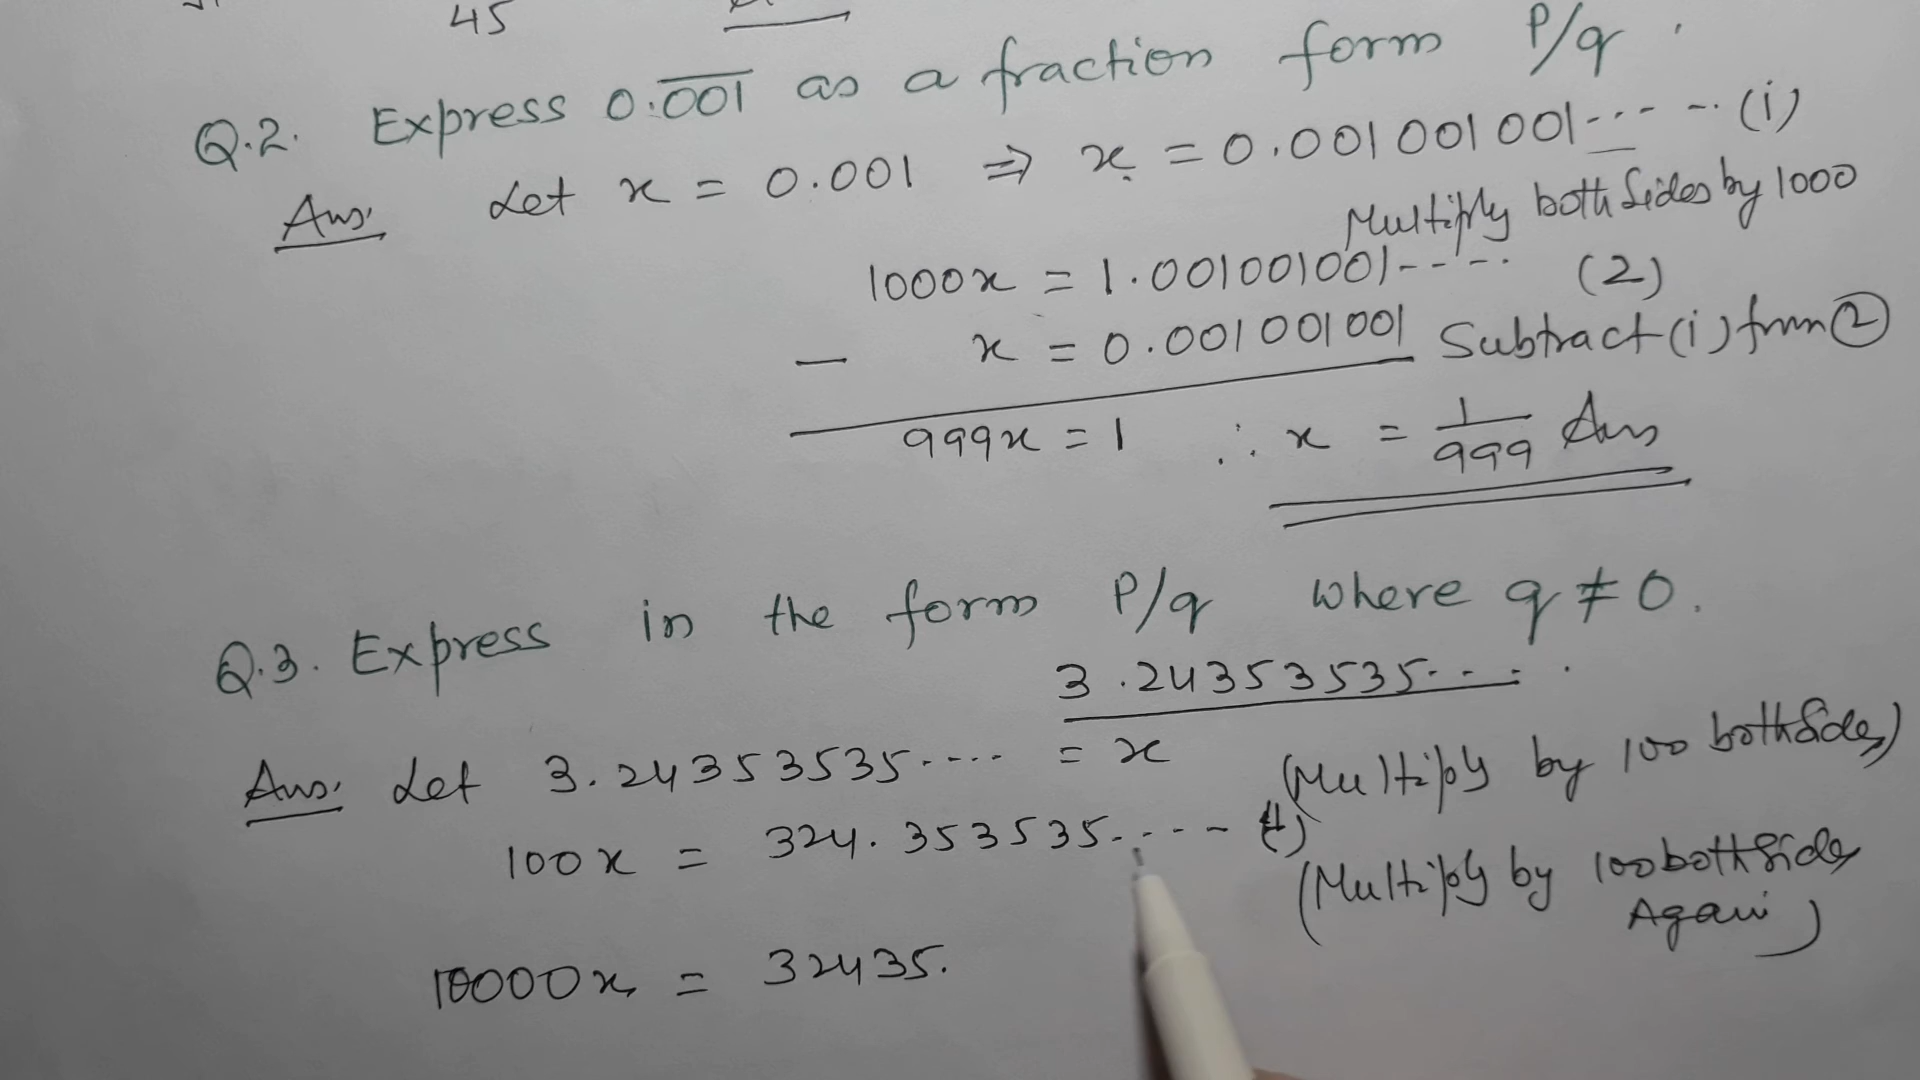 45
Q.2. Express 0.001̅ as a fraction form P/q.
Ans. Let x = 0.001 ⇒ x = 0.001001001------ (i)
Multiply both Sides by 1000
1000x = 1.001001001----- (2)
— x = 0.001001001 Subtract (i) from ②
999x = 1 ∴ x = 1/999 Ans
Q.3. Express in the form P/q where q ≠ 0.
3.24353535-----
Ans. Let 3.24353535..... = x (Multiply by 100 both Sides)
100x = 324.353535------ (1)
(Multiply by 100 both Sides
Again)
10000x = 32435.